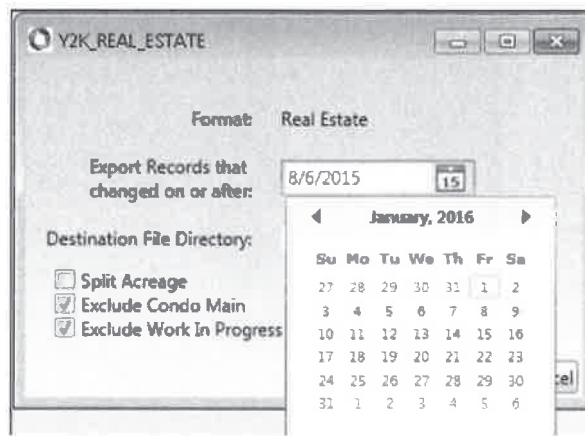 Y2K_REAL_ESTATE
Format: Real Estate
Export Records that
changed on or after:
8/6/2015
15
January, 2016
Destination File Directory:
Su Mo Tu We Th Fr Sa
Split Acreage
27 28 29 30 31 1 2
Exclude Condo Main
3 4 5 6 7 8 9
Exclude Work In Progress
10 11 12 13 14 15 16
17 18 19 20 21 22 23
24 25 26 27 28 29 30
cel
31 1 2 3 4 5 6